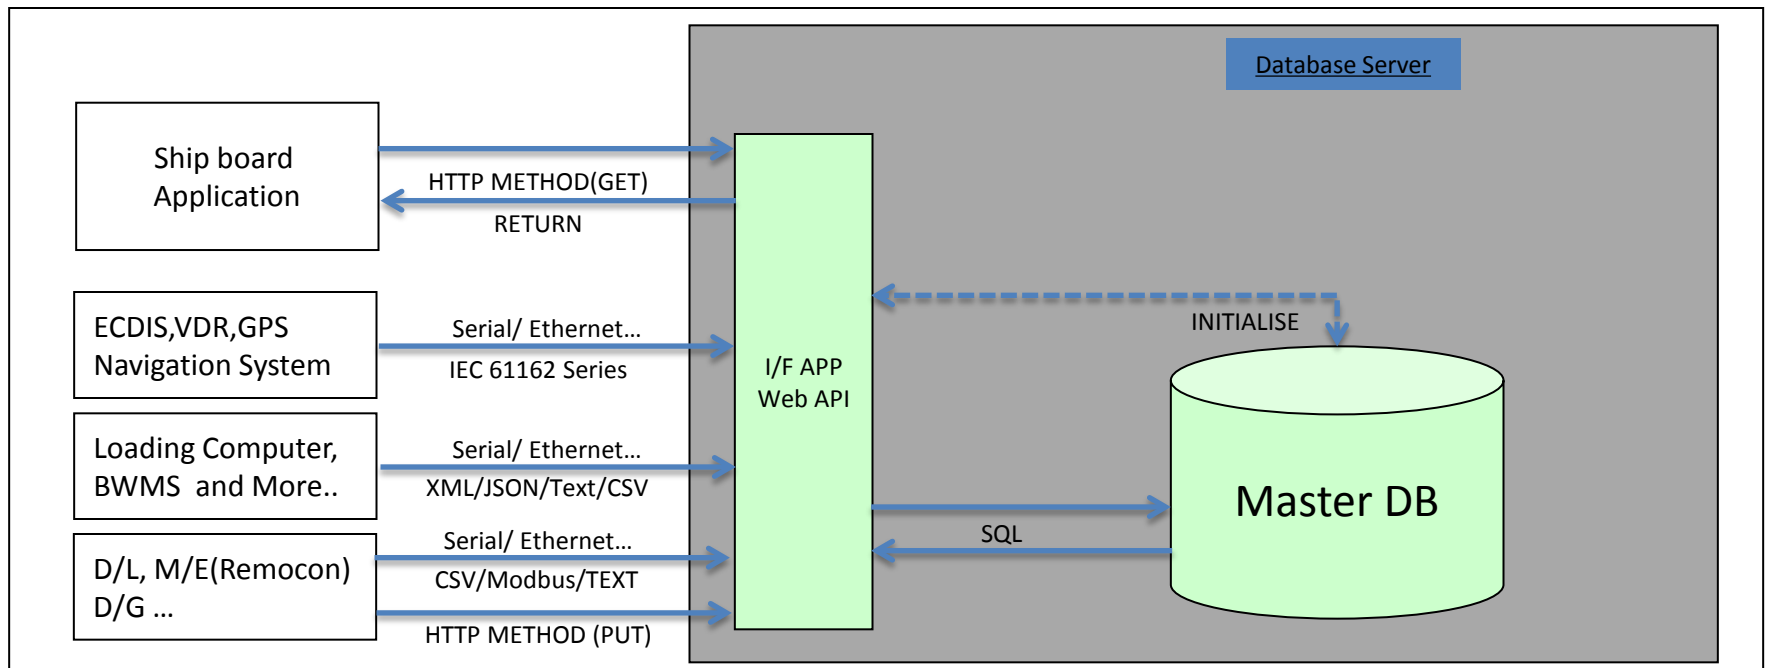 Database Server
Ship board
Application
HTTP METHOD(GET)
RETURN
ECDIS,VDR,GPS
Navigation System
Serial/ Ethernet...
IEC 61162 Series
Loading Computer,
BWMS  and More..
Serial/ Ethernet...
XML/JSON/Text/CSV
D/L, M/E(Remocon)
D/G ...
Serial/ Ethernet...
CSV/Modbus/TEXT
HTTP METHOD (PUT)
I/F APP
Web API
INITIALISE
SQL
Master DB